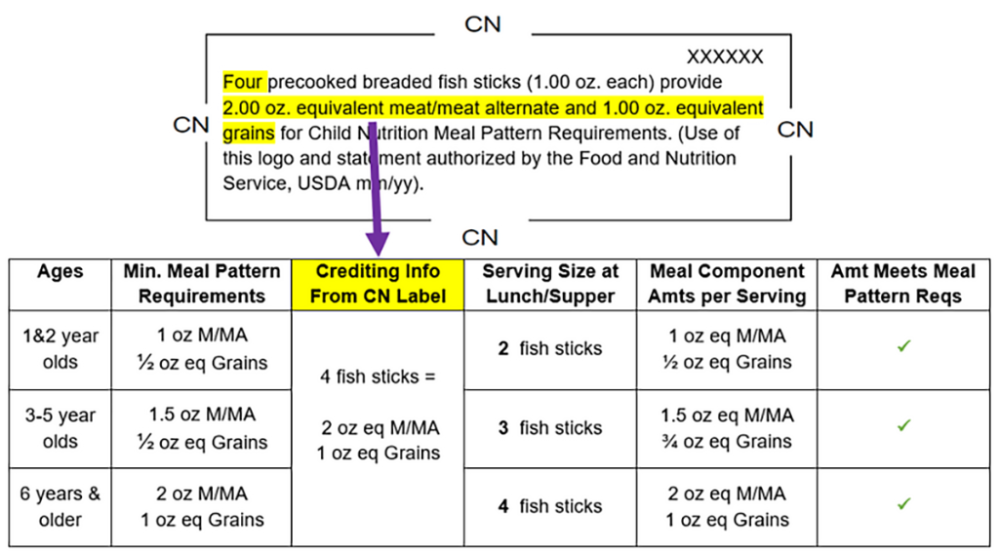 CN
XXXXXX
Four precooked breaded fish sticks (1.00 oz. each) provide
2.00 oz. equivalent meat/meat alternate and 1.00 oz. equivalent
grains for Child Nutrition Meal Pattern Requirements. (Use of
this logo and statement authorized by the Food and Nutrition
Service, USDA mm/yy).
CN
CN
CN
Ages
Min. Meal Pattern
Requirements
Crediting Info
From CN Label
Serving Size at
Lunch/Supper
Meal Component
Amts per Serving
Amt Meets Meal
Pattern Reqs
1&2 year
olds
1 oz M/MA
½ oz eq Grains
4 fish sticks =
2 oz eq M/MA
1 oz eq Grains
2 fish sticks
1 oz eq M/MA
½ oz eq Grains
✓
3-5 year
olds
1.5 oz M/MA
½ oz eq Grains
3 fish sticks
1.5 oz eq M/MA
¾ oz eq Grains
✓
6 years &
older
2 oz M/MA
1 oz eq Grains
4 fish sticks
2 oz eq M/MA
1 oz eq Grains
✓